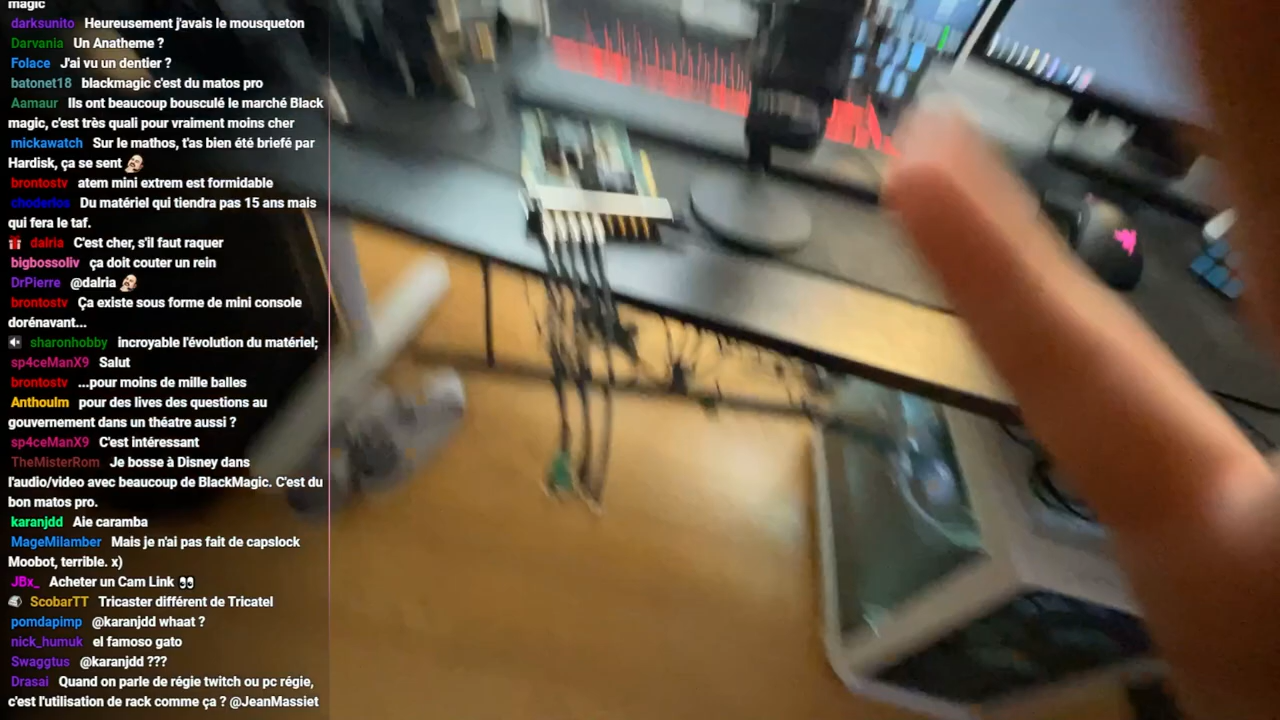 magic
darksunito Heureusement j'avais le mousqueton
Darvania Un Anatheme ?
Folace J'ai vu un dentier ?
batonet18 blackmagic c'est du matos pro
Aamaur Ils ont beaucoup bousculé le marché Black
magic, c'est très quali pour vraiment moins cher
mickawatch Sur le mathos, t'as bien été briefé par
Hardisk, ça se sent
brontostv atem mini extrem est formidable
choderlos Du matériel qui tiendra pas 15 ans mais
qui fera le taf.
dalria C'est cher, s'il faut raquer
bigbossoliv ça doit couter un rein
DrPierre @dalria
brontostv Ça existe sous forme de mini console
dorénavant...
sharonhobby incroyable l'évolution du matériel;
sp4ceManX9 Salut
brontostv ...pour moins de mille balles
Anthoulm pour des lives des questions au
gouvernement dans un théatre aussi ?
sp4ceManX9 C'est intéressant
TheMisterRom Je bosse à Disney dans
l'audio/video avec beaucoup de BlackMagic. C'est du
bon matos pro.
karanjdd Aie caramba
MageMilamber Mais je n'ai pas fait de capslock
Moobot, terrible. x)
JBx_ Acheter un Cam Link 👀
ScobarTT Tricaster différent de Tricatel
pomdapimp @karanjdd whaat ?
nick_humuk el famoso gato
Swaggtus @karanjdd ???
Drasai Quand on parle de régie twitch ou pc régie,
c'est l'utilisation de rack comme ça ? @JeanMassiet